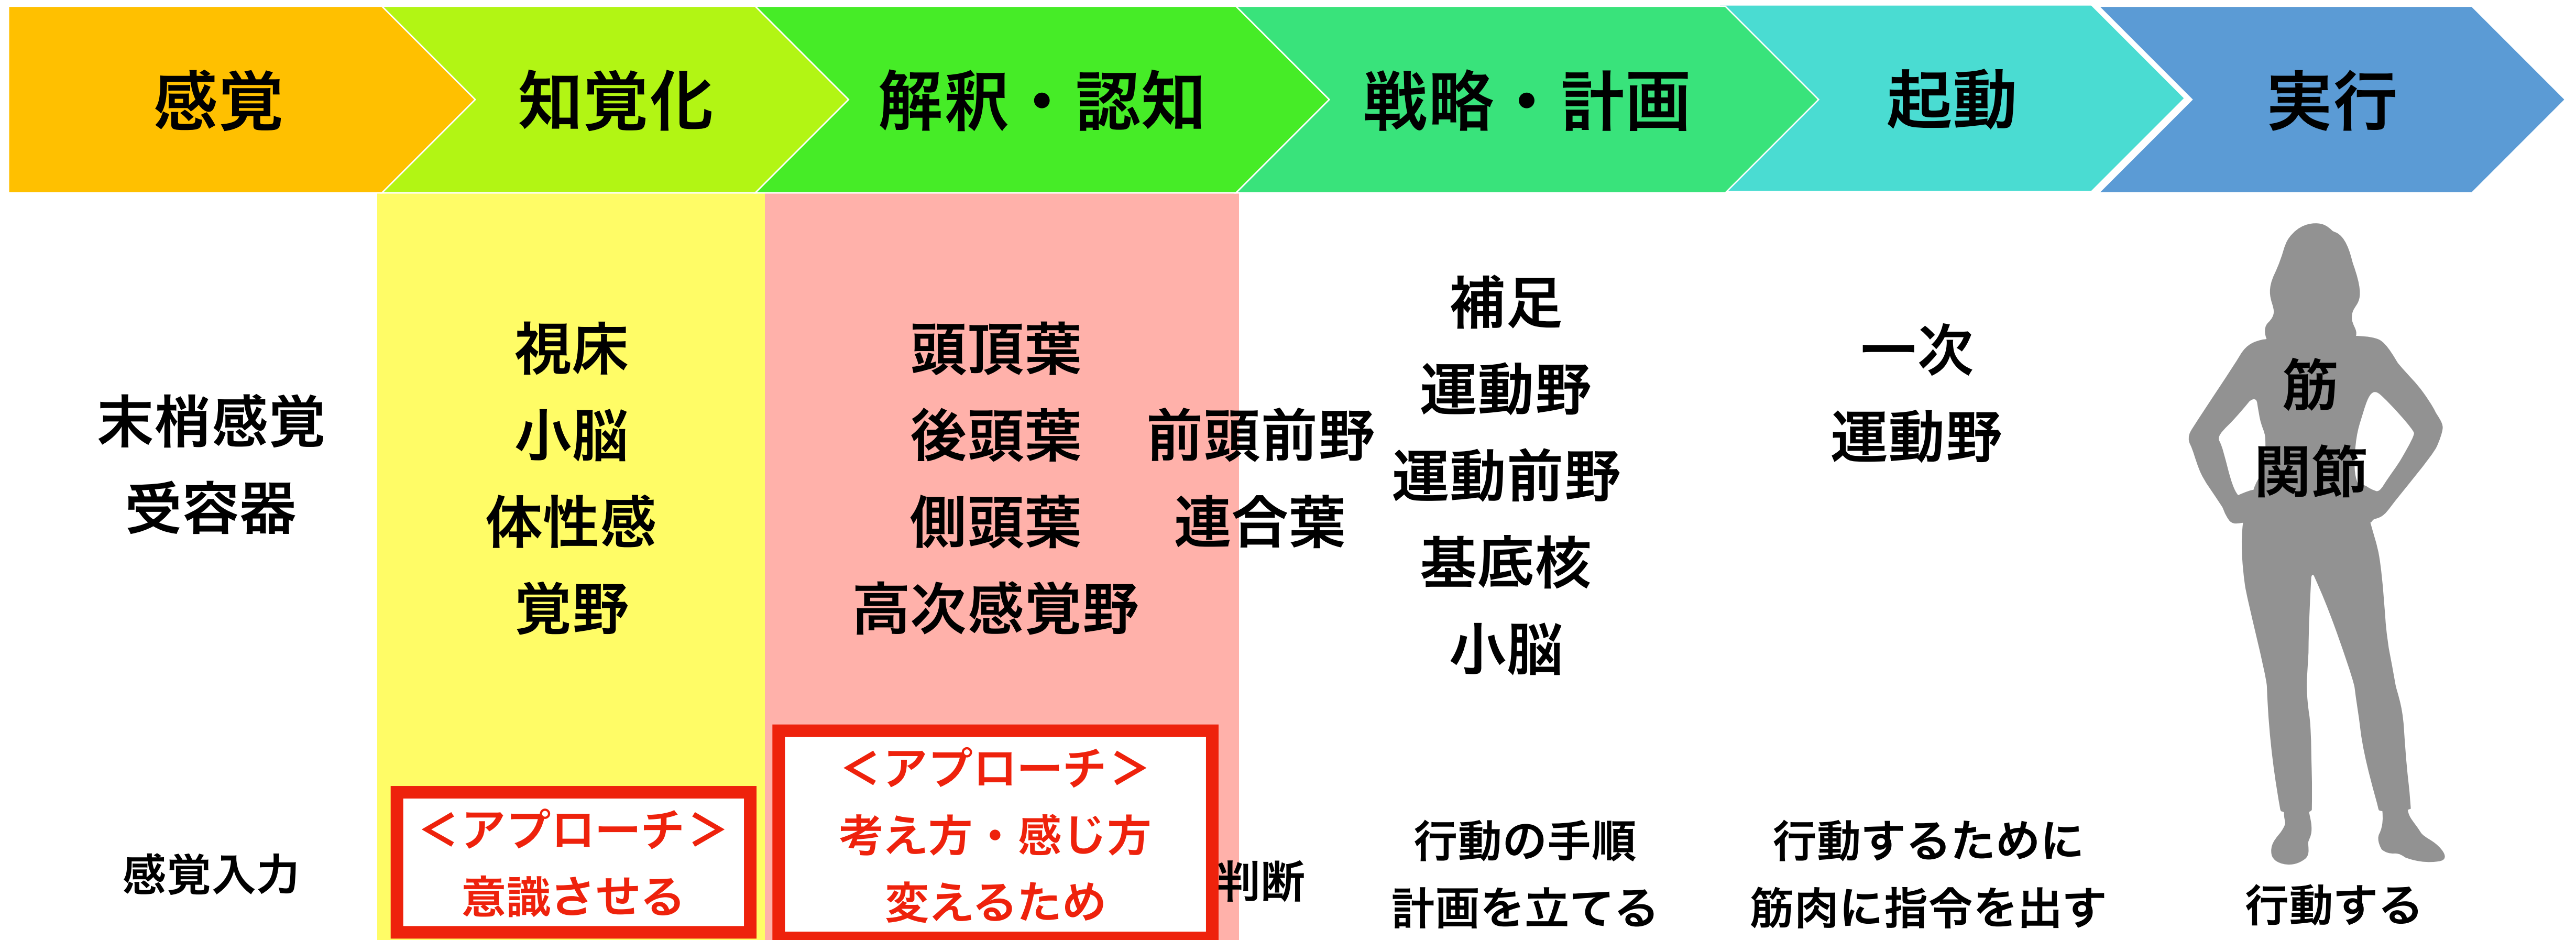 感覚
知覚化
解釈・認知
戦略・計画
起動
実行
末梢感覚
受容器
感覚入力
視床
小脳
体性感
覚野
＜アプローチ＞
意識させる
頭頂葉
後頭葉
側頭葉
高次感覚野
＜アプローチ＞
考え方・感じ方
変えるため
前頭前野
連合葉
判断
補足
運動野
運動前野
基底核
小脳
行動の手順
計画を立てる
一次
運動野
行動するために
筋肉に指令を出す
筋
関節
行動する